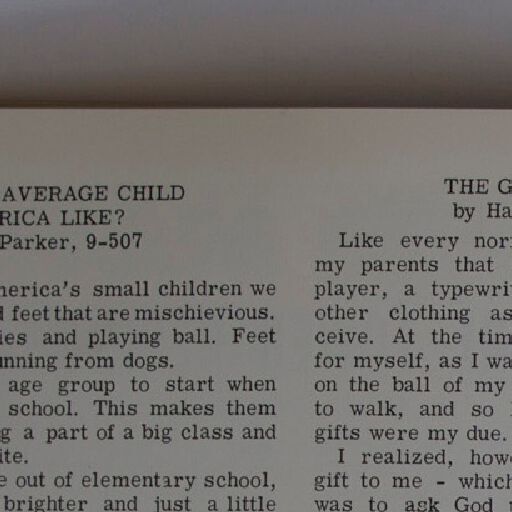 AVERAGE CHILD
RICA LIKE?
Parker, 9-507
merica's small children we
feet that are mischievious.
ies and playing ball. Feet
unning from dogs.
age group to start when
school. This makes them
g a part of a big class and
ite.
e out of elementary school,
brighter and just a little
THE G
by Ha
Like every nor
my parents that
player, a typewri
other clothing as
ceive. At the tim
for myself, as I wa
on the ball of my
to walk, and so
gifts were my due.
I realized, how
gift to me - which
was to ask God